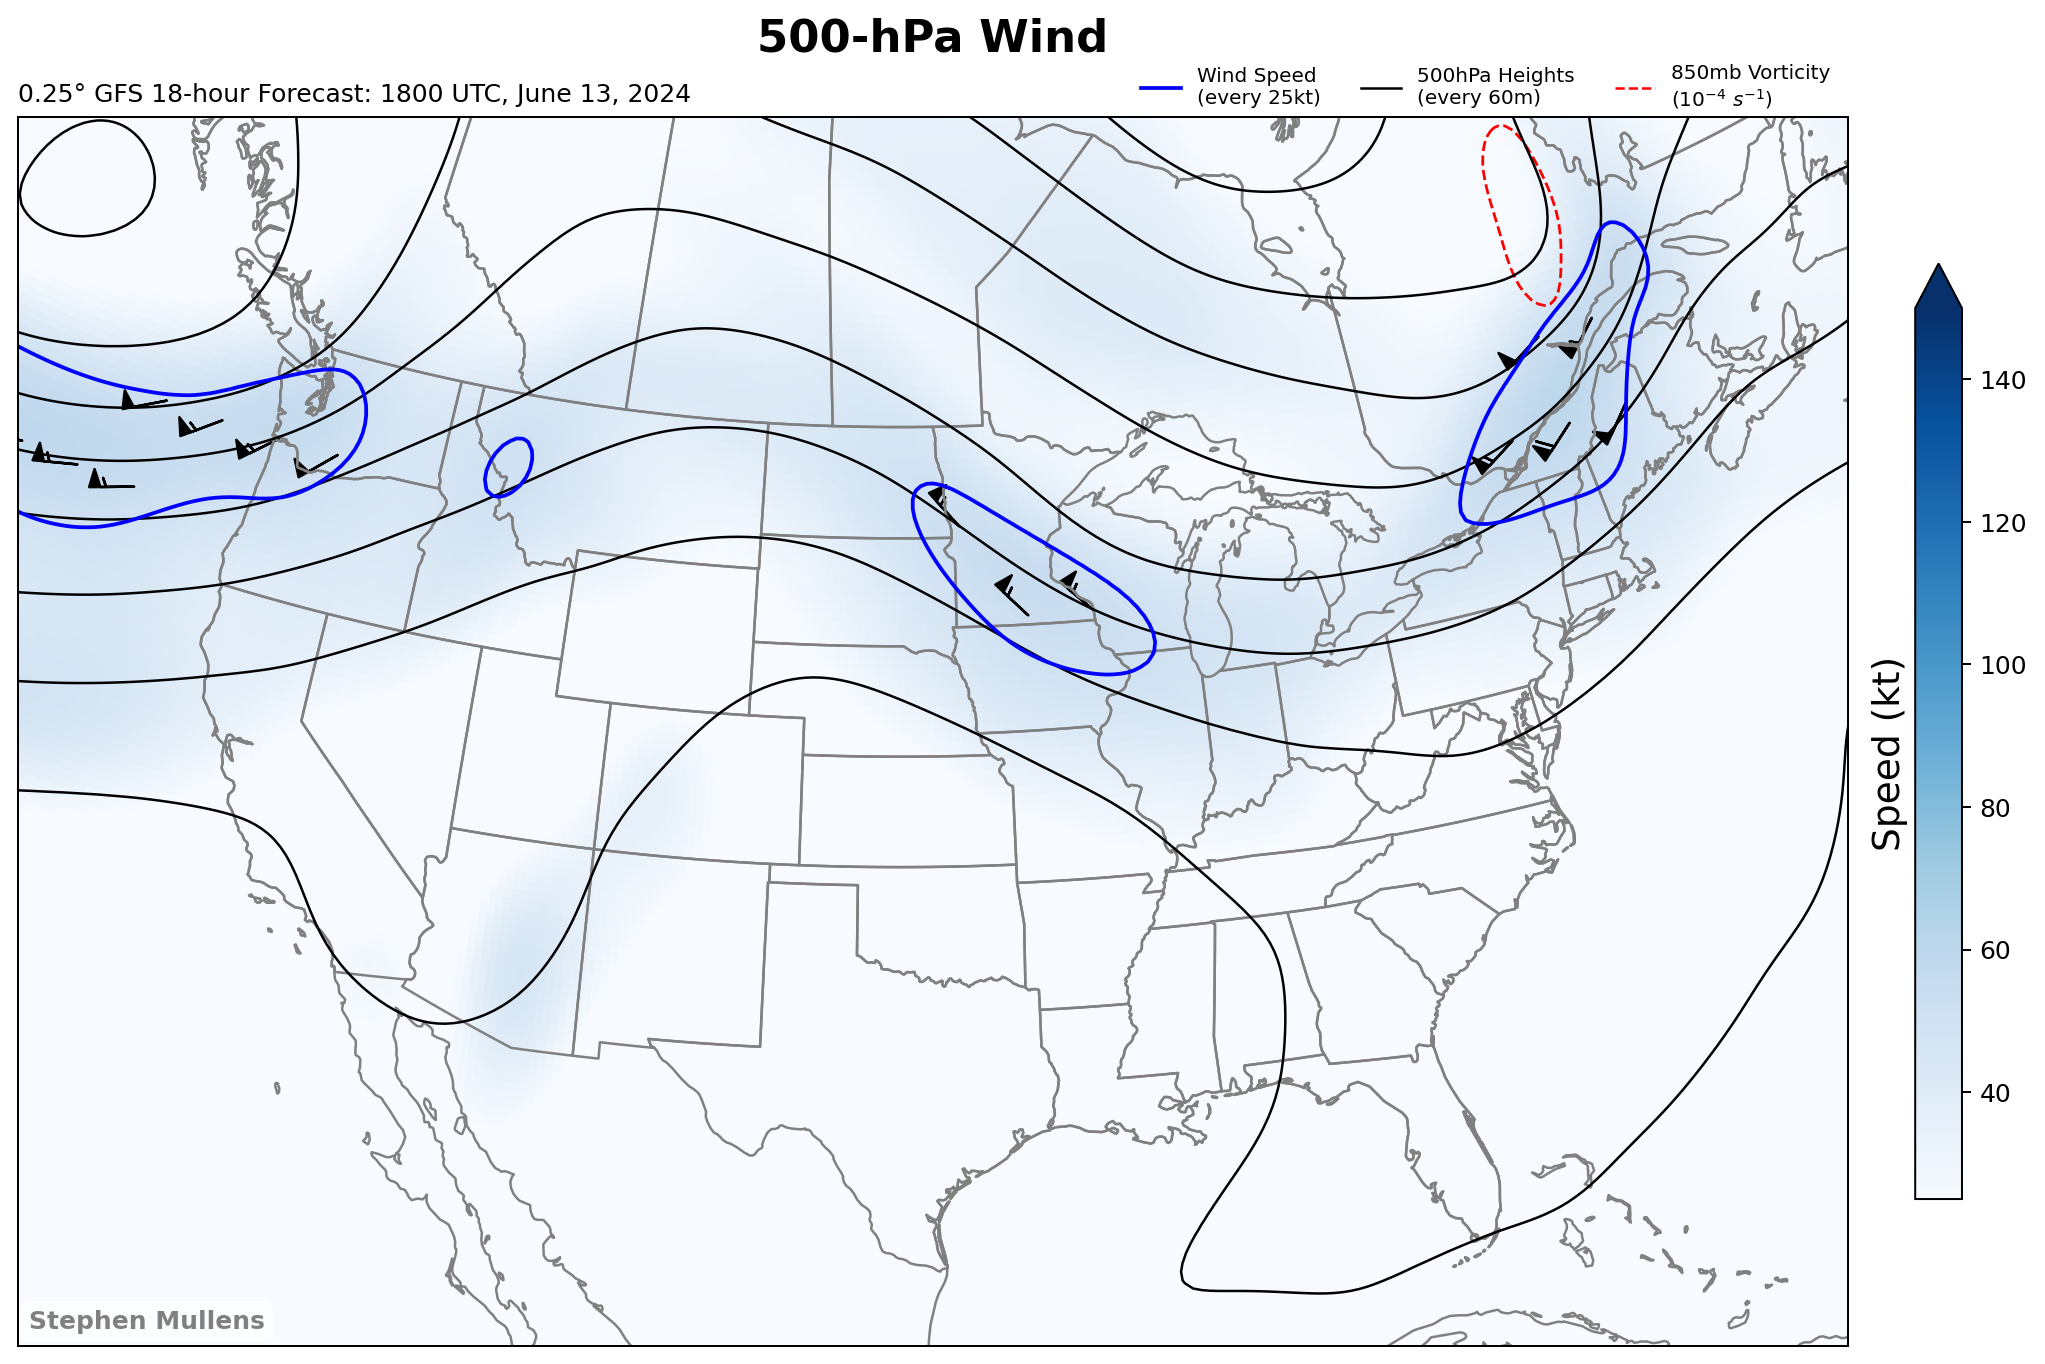 500-hPa Wind
0.25° GFS 18-hour Forecast: 1800 UTC, June 13, 2024
Wind Speed
(every 25kt)
500hPa Heights
(every 60m)
850mb Vorticity
(10⁻⁴ s⁻¹)
140
120
100
80
60
40
Speed (kt)
Stephen Mullens